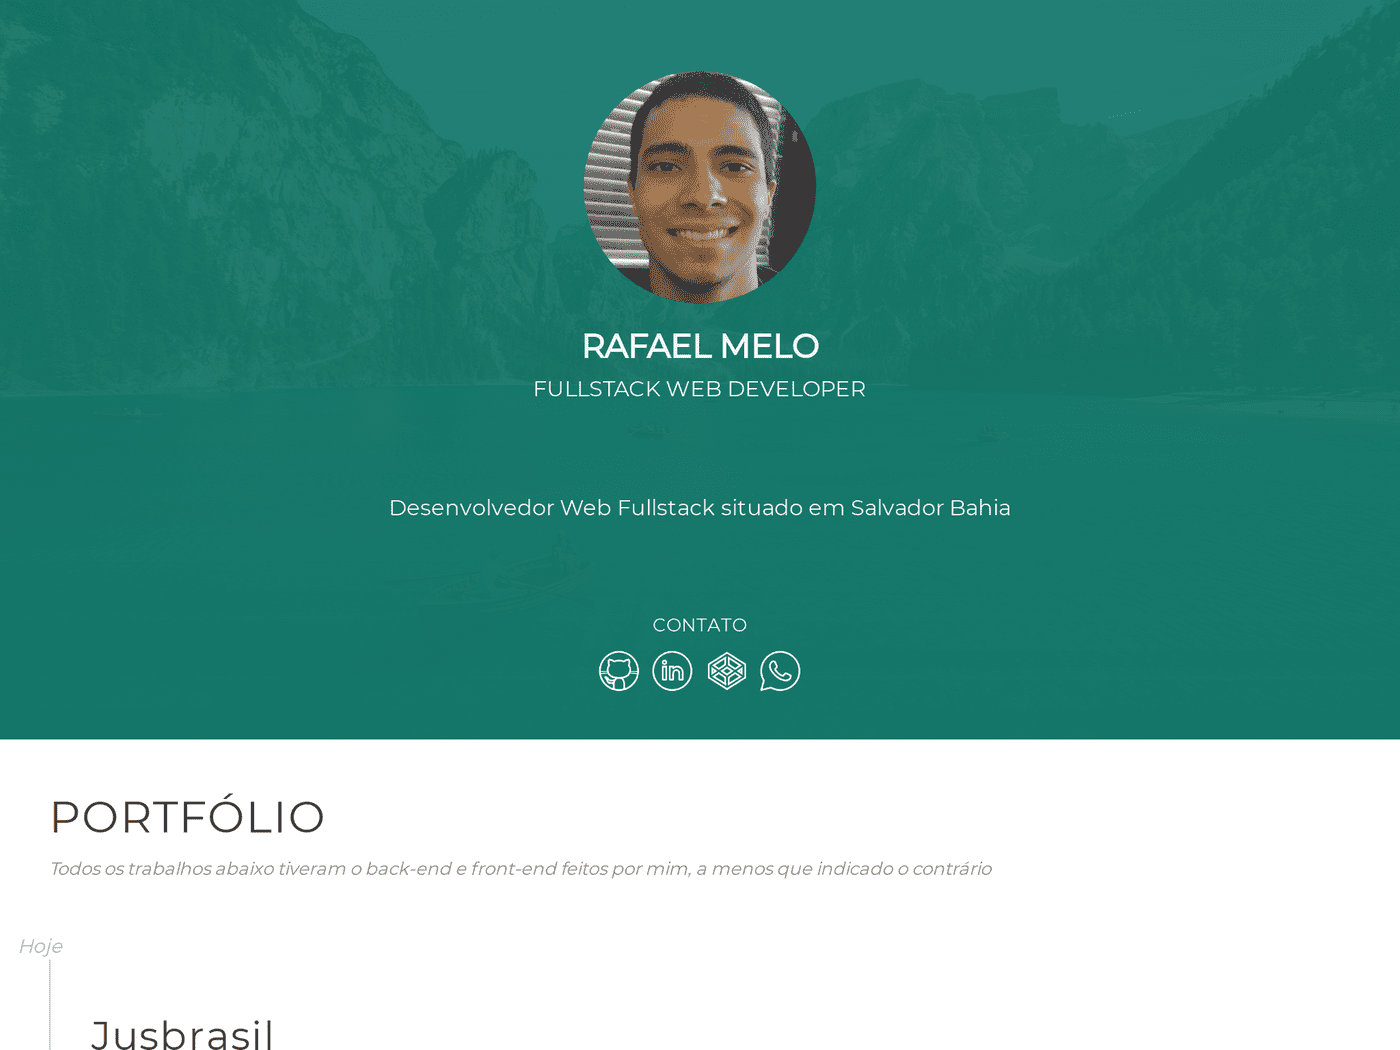 RAFAEL MELO
FULLSTACK WEB DEVELOPER
Desenvolvedor Web Fullstack situado em Salvador Bahia
CONTATO
in
PORTFÓLIO
Todos os trabalhos abaixo tiveram o back-end e front-end feitos por mim, a menos que indicado o contrário
Hoje
Jusbrasil